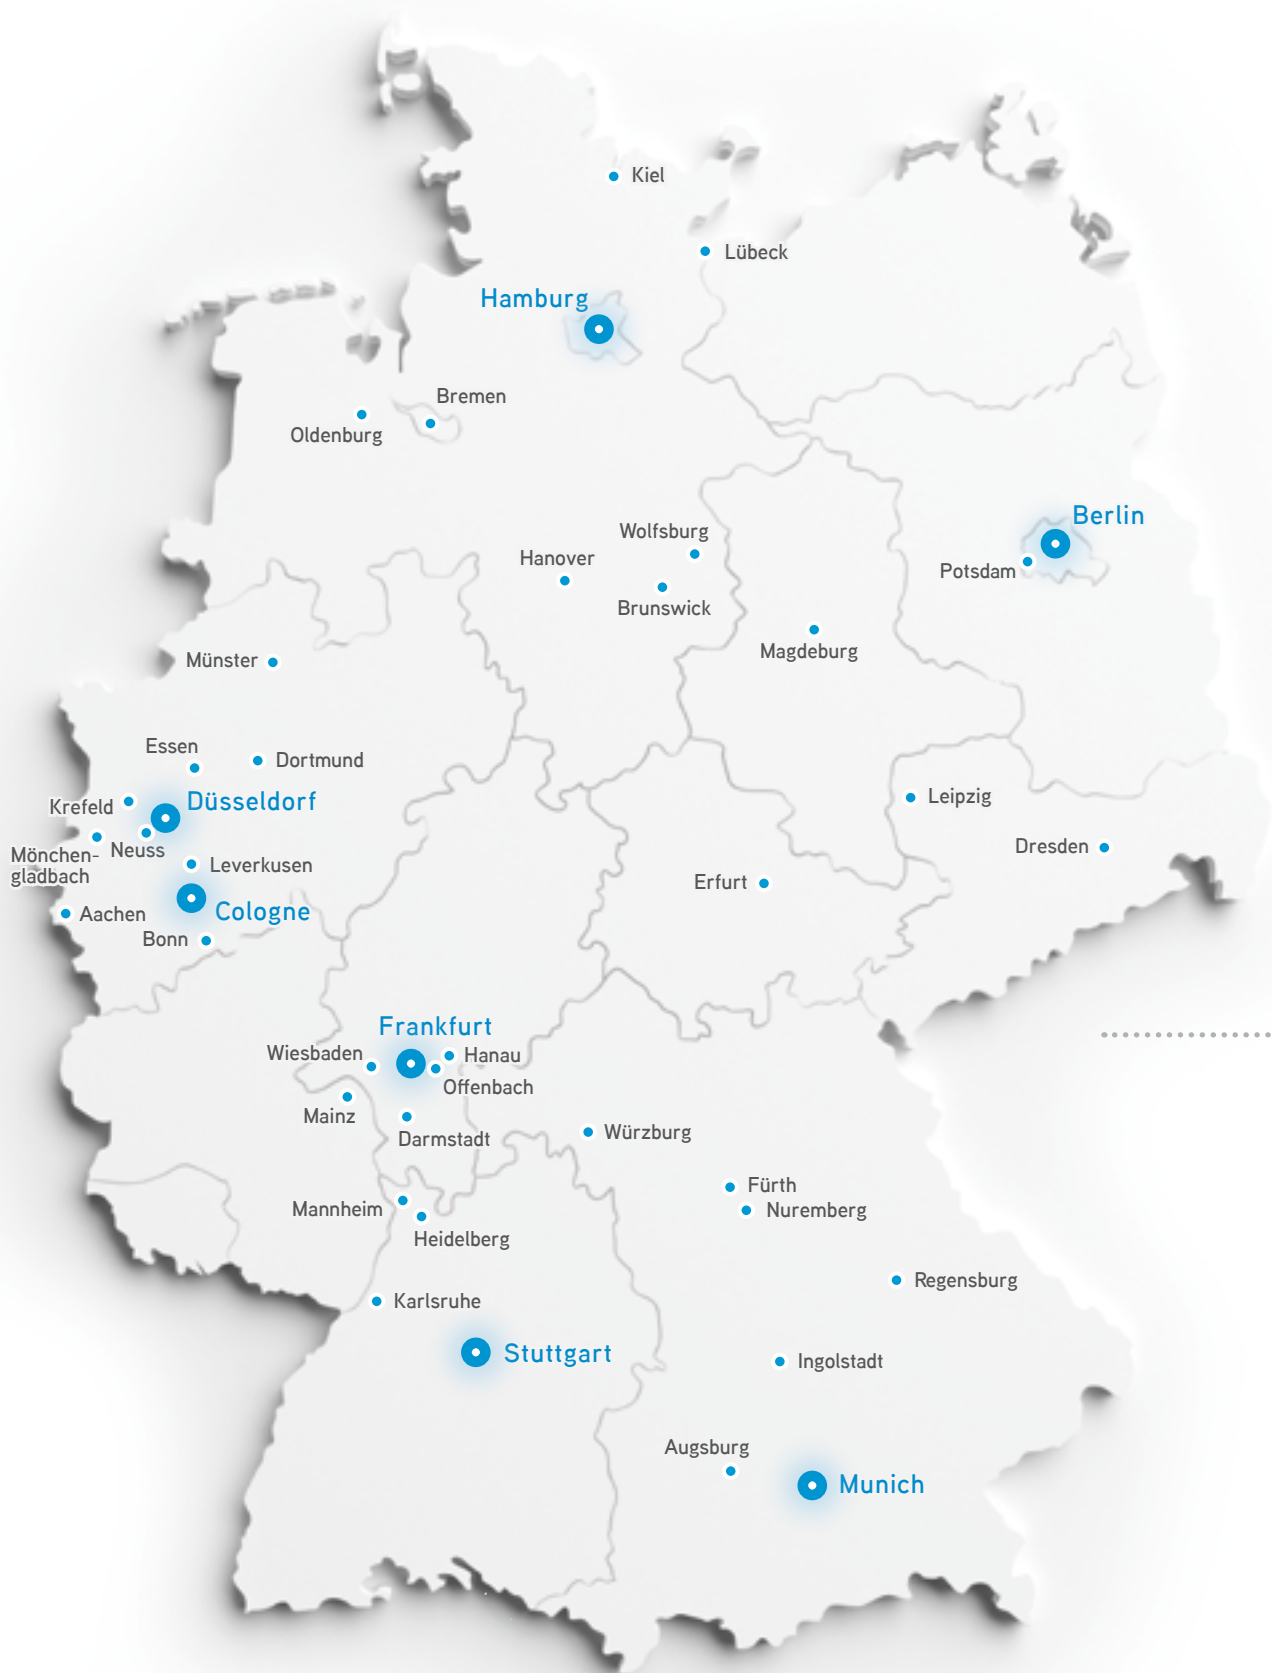 Kiel
Lübeck
Hamburg
Bremen
Oldenburg
Berlin
Wolfsburg
Hanover
Potsdam
Brunswick
Magdeburg
Münster
Essen
Dortmund
Krefeld
Düsseldorf
Leipzig
Neuss
Mönchen-
gladbach
Dresden
Leverkusen
Erfurt
Cologne
Aachen
Bonn
Frankfurt
Wiesbaden
Hanau
Offenbach
Mainz
Darmstadt
Würzburg
Fürth
Mannheim
Nuremberg
Heidelberg
Regensburg
Karlsruhe
Stuttgart
Ingolstadt
Augsburg
Munich